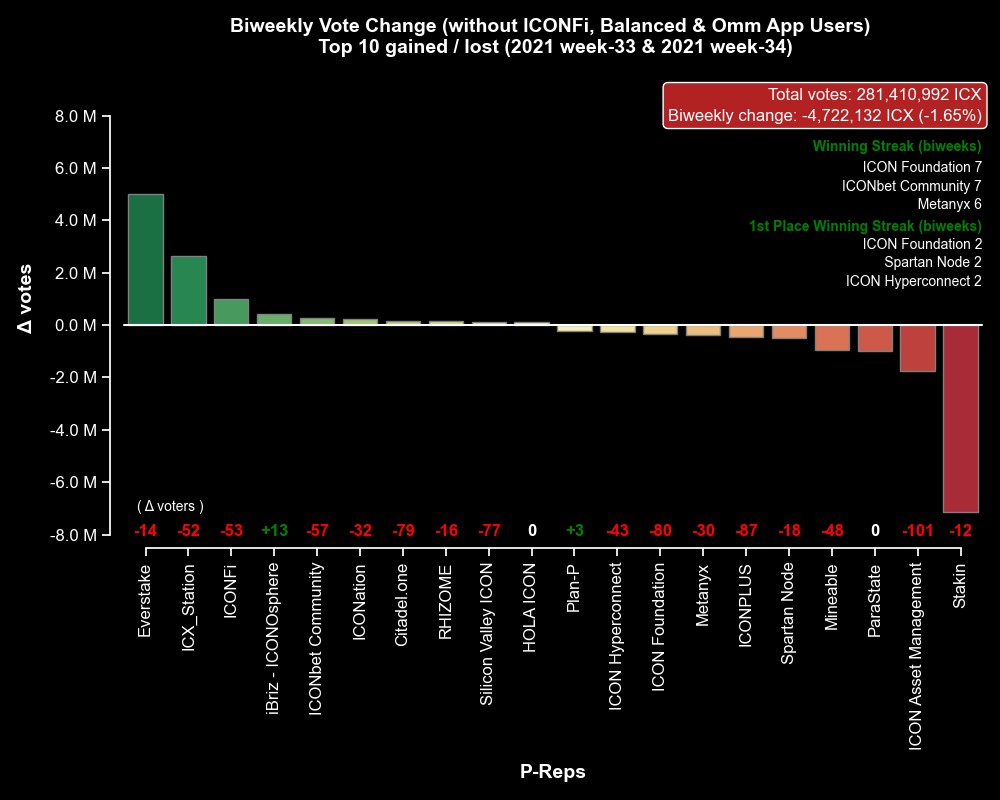 Biweekly Vote Change (without ICONFi, Balanced & Omm App Users)
Top 10 gained / lost (2021 week-33 & 2021 week-34)
Total votes: 281,410,992 ICX
Biweekly change: -4,722,132 ICX (-1.65%)
Winning Streak (biweeks)
ICON Foundation 7
ICONbet Community 7
Metanyx 6
1st Place Winning Streak (biweeks)
ICON Foundation 2
Spartan Node 2
ICON Hyperconnect 2
Δ votes
8.0 M
6.0 M
4.0 M
2.0 M
0.0 M
-2.0 M
-4.0 M
-6.0 M
-8.0 M
( Δ voters )
-14 -52 -53 +13 -57 -32 -79 -16 -77 0 +3 -43 -80 -30 -87 -18 -48 0 -101 -12
Everstake
ICX_Station
ICONFi
iBriz - ICONOsphere
ICONbet Community
ICONation
Citadel.one
RHIZOME
Silicon Valley ICON
HOLA ICON
Plan-P
ICON Hyperconnect
ICON Foundation
Metanyx
ICONPLUS
Spartan Node
Mineable
ParaState
ICON Asset Management
Stakin
P-Reps